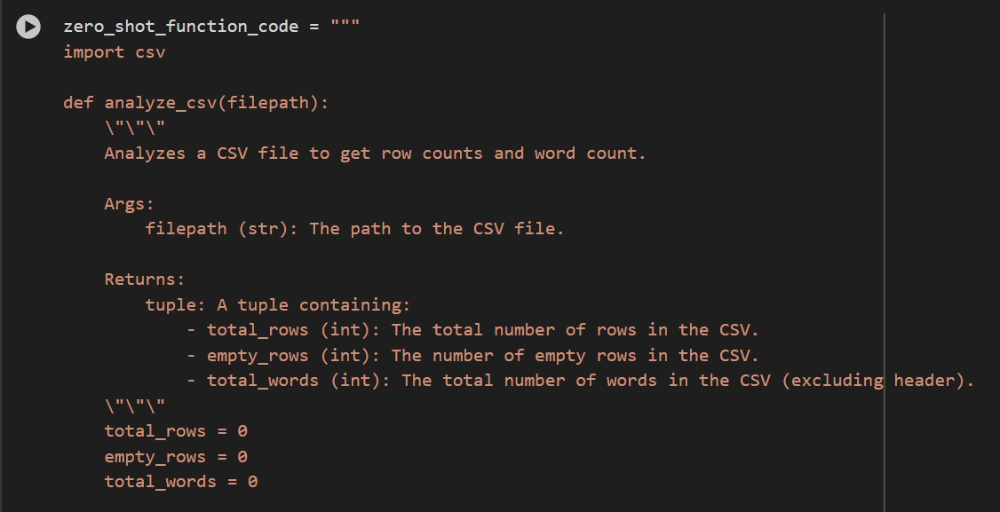 zero_shot_function_code = """
import csv
def analyze_csv(filepath):
\"\"\"
Analyzes a CSV file to get row counts and word count.
Args:
filepath (str): The path to the CSV file.
Returns:
tuple: A tuple containing:
- total_rows (int): The total number of rows in the CSV.
- empty_rows (int): The number of empty rows in the CSV.
- total_words (int): The total number of words in the CSV (excluding header).
\"\"\"
total_rows = 0
empty_rows = 0
total_words = 0